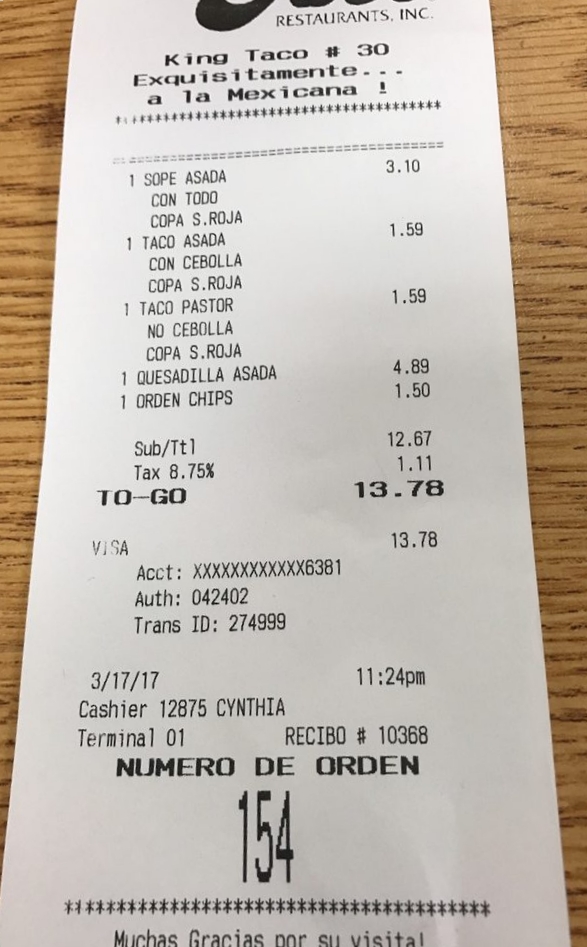 RESTAURANTS, INC.
King Taco # 30
Exquisitamente...
a la Mexicana !
****************************************
========================================
1 SOPE ASADA 3.10
CON TODO
COPA S.ROJA
1 TACO ASADA 1.59
CON CEBOLLA
COPA S.ROJA
1 TACO PASTOR 1.59
NO CEBOLLA
COPA S.ROJA
1 QUESADILLA ASADA 4.89
1 ORDEN CHIPS 1.50
Sub/Ttl 12.67
Tax 8.75% 1.11
TO-GO 13.78
VISA 13.78
Acct: XXXXXXXXXXXX6381
Auth: 042402
Trans ID: 274999
3/17/17 11:24pm
Cashier 12875 CYNTHIA
Terminal 01 RECIBO # 10368
NUMERO DE ORDEN
154
****************************************
Muchas Gracias por su visita!